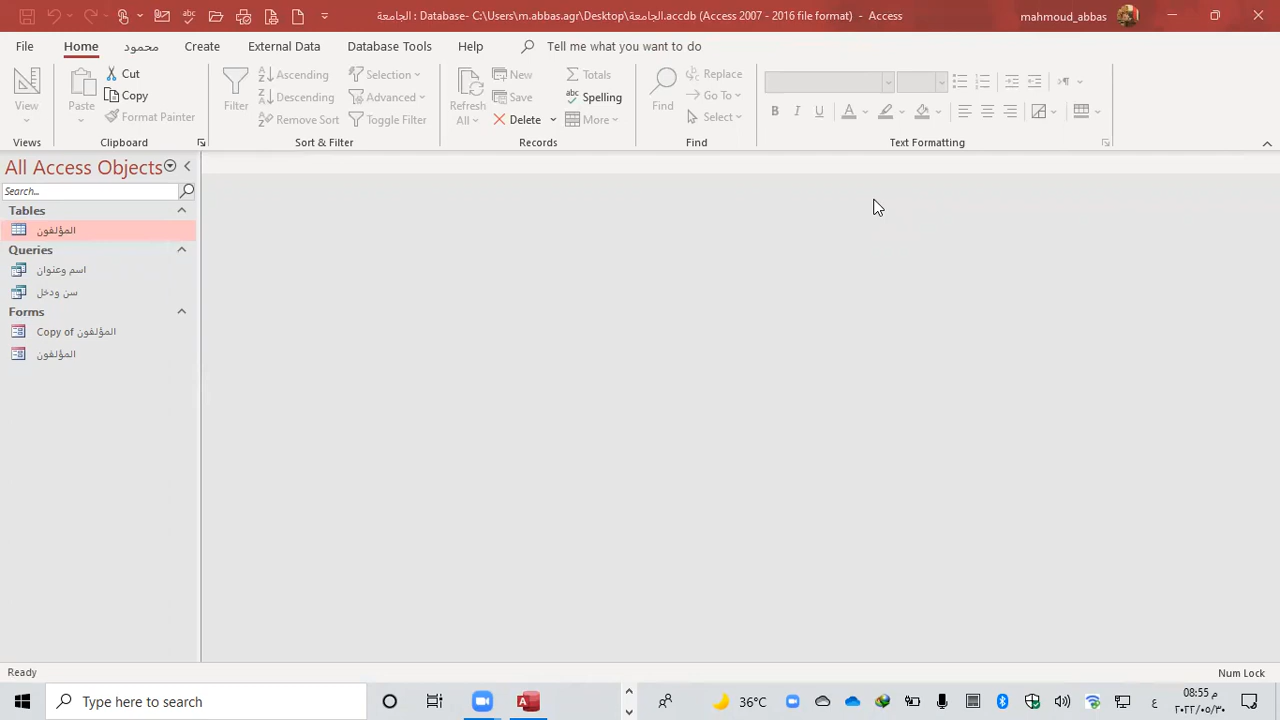 الجامعة : Database- C:\Users\m.abbas.agr\Desktop\الجامعة.accdb (Access 2007 - 2016 file format) - Access
mahmoud_abbas
File Home محمود Create External Data Database Tools Help Tell me what you want to do
View
Views
Paste
Cut
Copy
Format Painter
Clipboard
Filter
Ascending
Descending
Remove Sort
Selection
Advanced
Toggle Filter
Sort & Filter
Refresh
All
New
Save
Delete
Totals
Spelling
More
Records
Find
Replace
Go To
Select
Find
B I U
Text Formatting
All Access Objects
Search...
Tables
المؤلفون
Queries
اسم وعنوان
سن ودخل
Forms
Copy of المؤلفون
المؤلفون
Ready
Num Lock
Type here to search
36°C
ع
08:55 م
٢٠٢٢/٠٥/٣٠